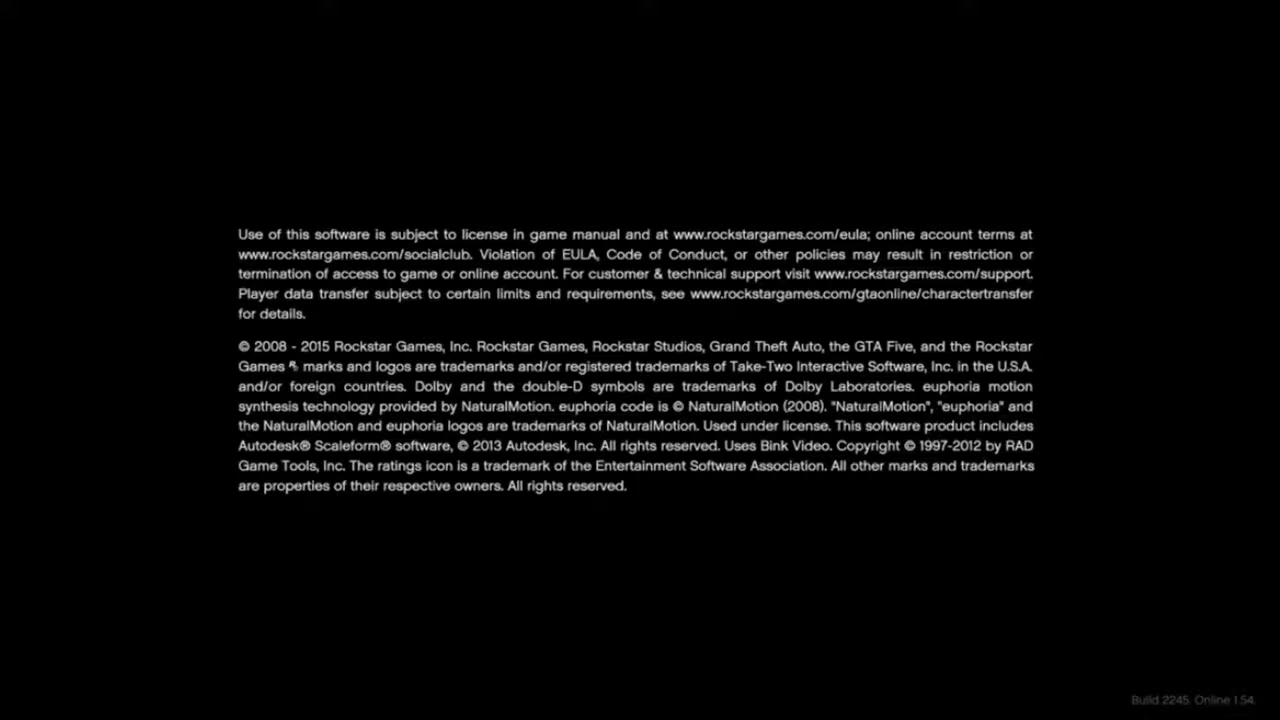 Use of this software is subject to license in game manual and at www.rockstargames.com/eula; online account terms at
www.rockstargames.com/socialclub. Violation of EULA, Code of Conduct, or other policies may result in restriction or
termination of access to game or online account. For customer & technical support visit www.rockstargames.com/support.
Player data transfer subject to certain limits and requirements, see www.rockstargames.com/gtaonline/charactertransfer
for details.
© 2008 - 2015 Rockstar Games, Inc. Rockstar Games, Rockstar Studios, Grand Theft Auto, the GTA Five, and the Rockstar
Games R* marks and logos are trademarks and/or registered trademarks of Take-Two Interactive Software, Inc. in the U.S.A.
and/or foreign countries. Dolby and the double-D symbols are trademarks of Dolby Laboratories. euphoria motion
synthesis technology provided by NaturalMotion. euphoria code is © NaturalMotion (2008). "NaturalMotion", "euphoria" and
the NaturalMotion and euphoria logos are trademarks of NaturalMotion. Used under license. This software product includes
Autodesk® Scaleform® software, © 2013 Autodesk, Inc. All rights reserved. Uses Bink Video. Copyright © 1997-2012 by RAD
Game Tools, Inc. The ratings icon is a trademark of the Entertainment Software Association. All other marks and trademarks
are properties of their respective owners. All rights reserved.
Build 2245. Online 1.54.